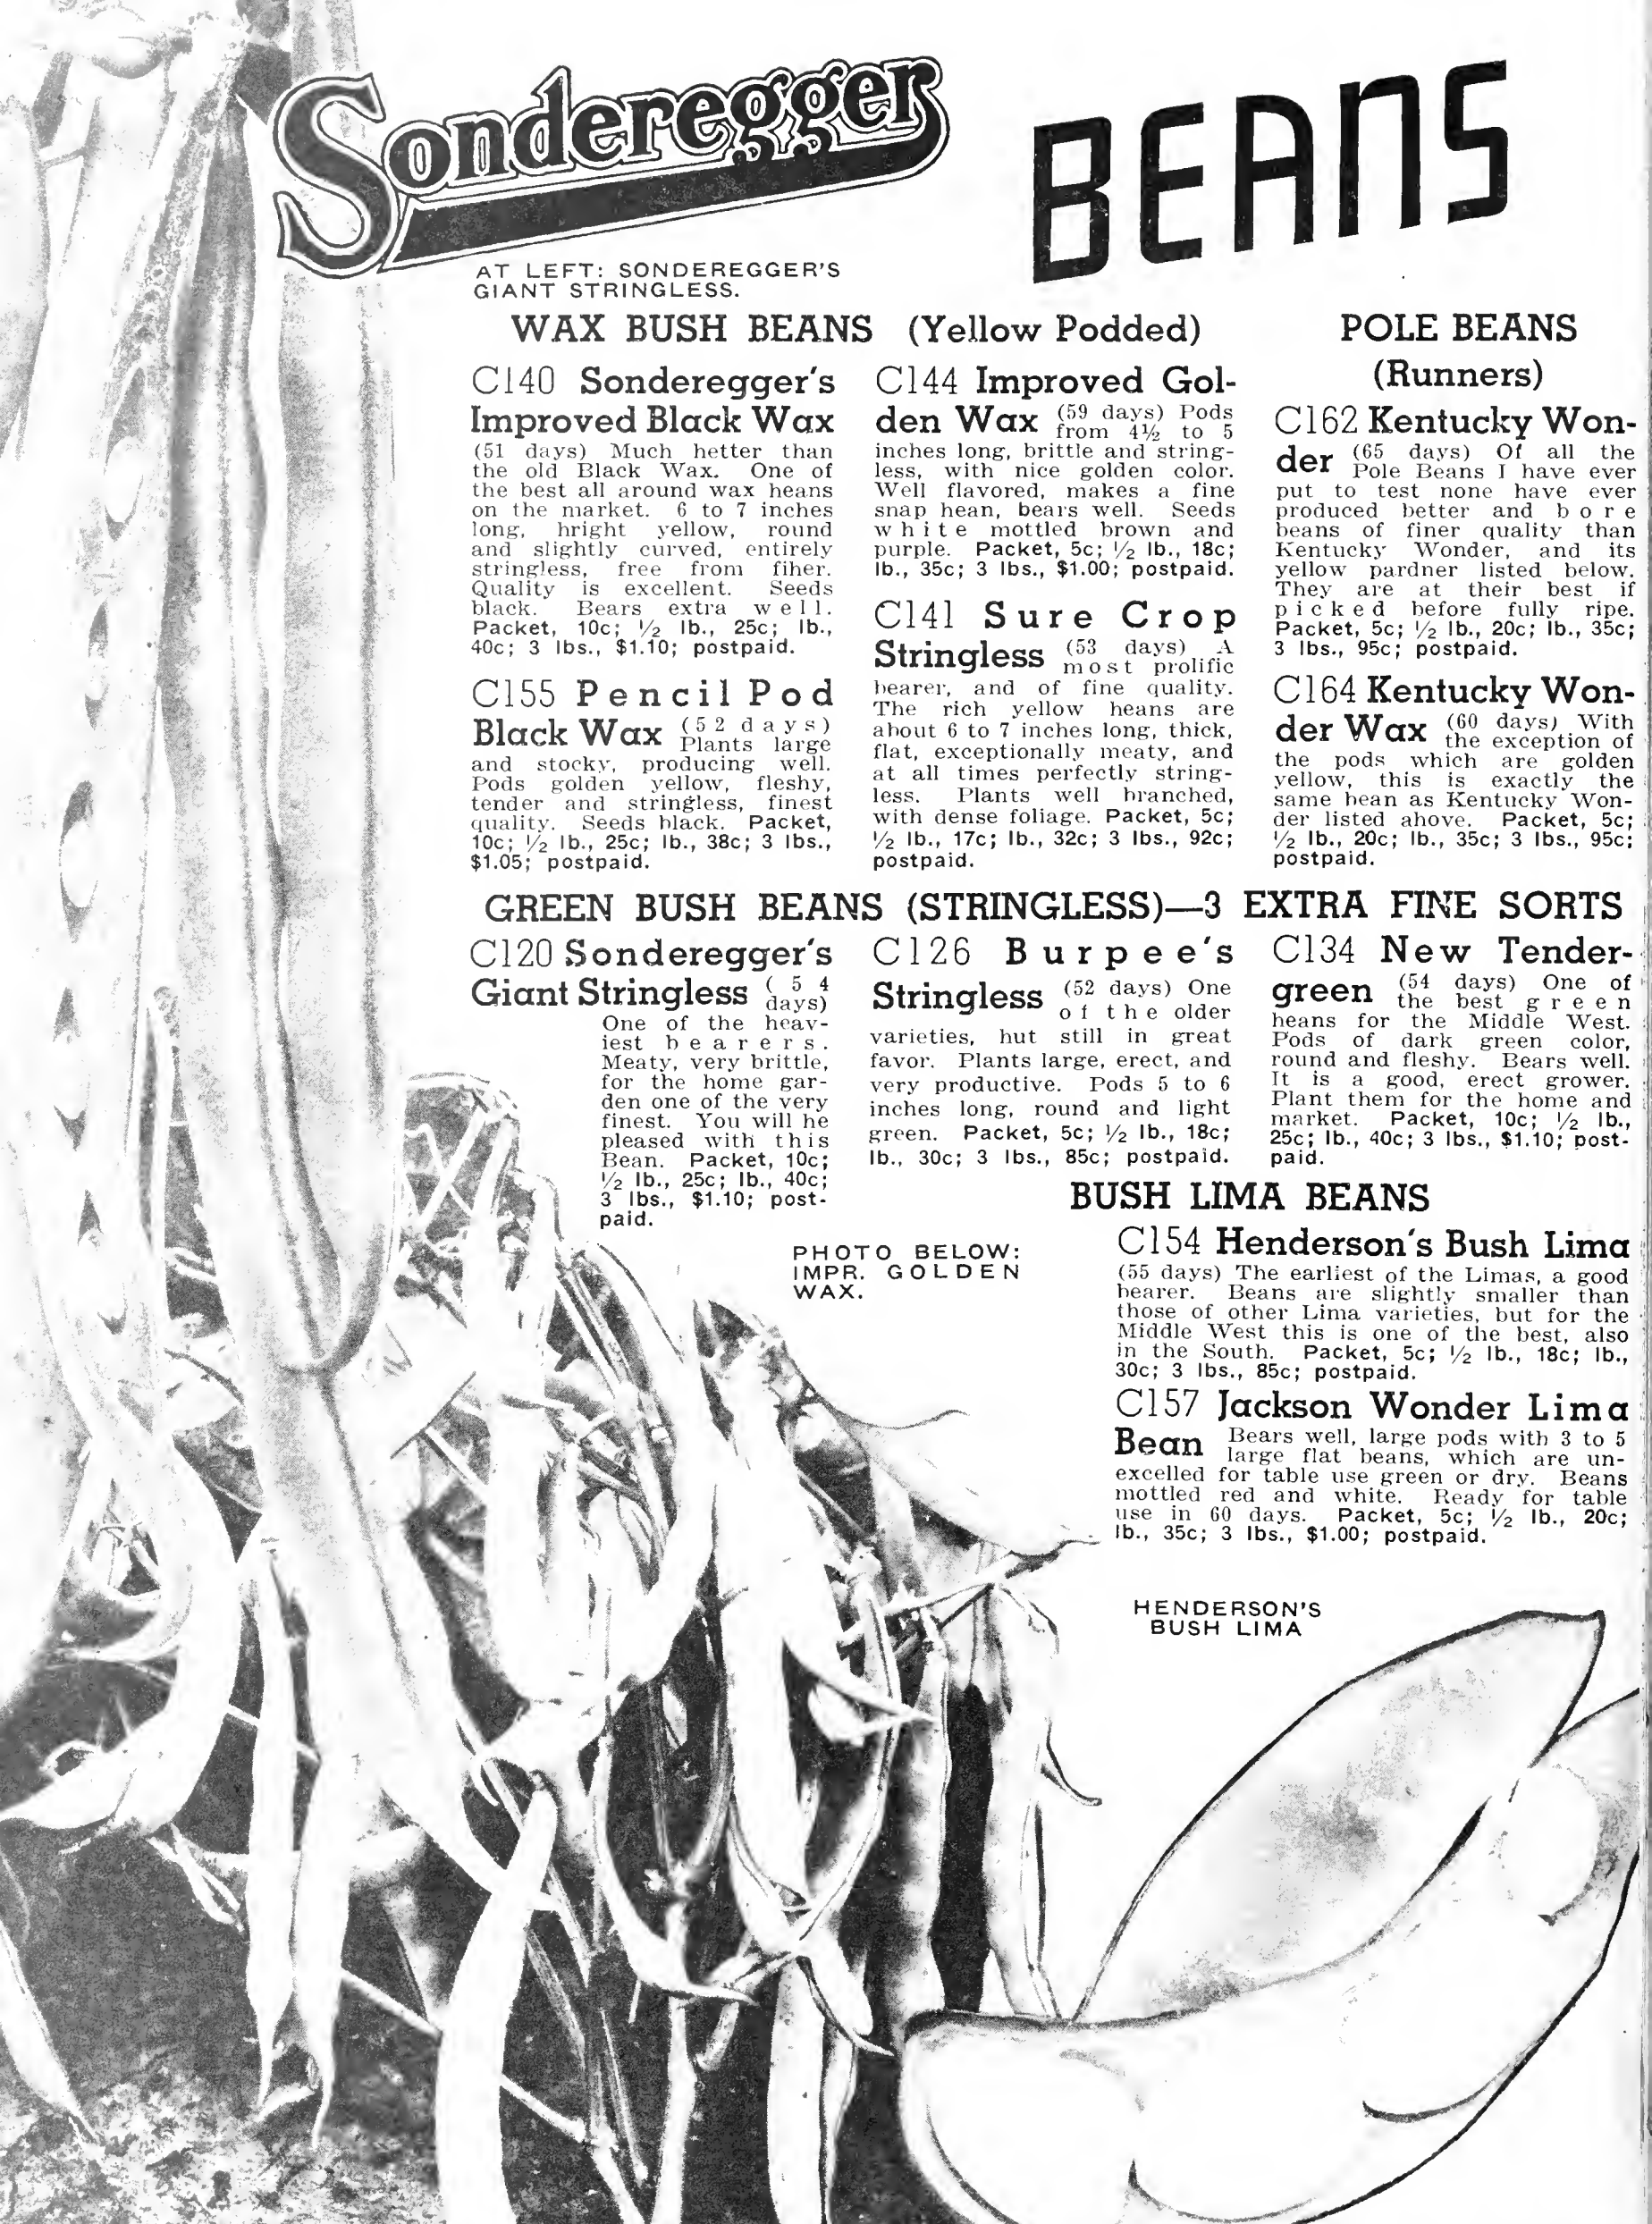 Sonderegger BEANS
AT LEFT: SONDEREGGER'S
GIANT STRINGLESS.
WAX BUSH BEANS (Yellow Podded)
C140 Sonderegger's
Improved Black Wax
(51 days) Much hetter than
the old Black Wax. One of
the best all around wax heans
on the market. 6 to 7 inches
long, hright yellow, round
and slightly curved, entirely
stringless, free from fiher.
Quality is excellent. Seeds
black. Bears extra well.
Packet, 10c; ½ lb., 25c; lb.,
40c; 3 lbs., $1.10; postpaid.
C155 Pencil Pod
Black Wax (52 days)
Plants large
and stocky, producing well.
Pods golden yellow, fleshy,
tender and stringless, finest
quality. Seeds hlack. Packet,
10c; ½ lb., 25c; lb., 38c; 3 lbs.,
$1.05; postpaid.
C144 Improved Gol-
den Wax (59 days) Pods
from 4½ to 5
inches long, brittle and string-
less, with nice golden color.
Well flavored, makes a fine
snap hean, bears well. Seeds
white mottled brown and
purple. Packet, 5c; ½ lb., 18c;
lb., 35c; 3 lbs., $1.00; postpaid.
C141 Sure Crop
Stringless (53 days) A
most prolific
hearer, and of fine quality.
The rich yellow heans are
about 6 to 7 inches long, thick,
flat, exceptionally meaty, and
at all times perfectly string-
less. Plants well hranched,
with dense foliage. Packet, 5c;
½ lb., 17c; lb., 32c; 3 lbs., 92c;
postpaid.
POLE BEANS
(Runners)
C162 Kentucky Won-
der (65 days) Of all the
Pole Beans I have ever
put to test none have ever
produced better and bore
beans of finer quality than
Kentucky Wonder, and its
yellow pardner listed below.
They are at their best if
picked before fully ripe.
Packet, 5c; ½ lb., 20c; lb., 35c;
3 lbs., 95c; postpaid.
C164 Kentucky Won-
der Wax (60 days) With
the exception of
the pods which are golden
yellow, this is exactly the
same hean as Kentucky Won-
der listed ahove. Packet, 5c;
½ lb., 20c; lb., 35c; 3 lbs., 95c;
postpaid.
GREEN BUSH BEANS (STRINGLESS)—3 EXTRA FINE SORTS
C120 Sonderegger's
Giant Stringless (54
days)
One of the heav-
iest bearers.
Meaty, very brittle,
for the home gar-
den one of the very
finest. You will he
pleased with this
Bean. Packet, 10c;
½ lb., 25c; lb., 40c;
3 lbs., $1.10; post-
paid.
C126 Burpee's
Stringless (52 days) One
of the older
varieties, hut still in great
favor. Plants large, erect, and
very productive. Pods 5 to 6
inches long, round and light
green. Packet, 5c; ½ lb., 18c;
lb., 30c; 3 lbs., 85c; postpaid.
C134 New Tender-
green (54 days) One of
the best green
heans for the Middle West.
Pods of dark green color,
round and fleshy. Bears well.
It is a good, erect grower.
Plant them for the home and
market. Packet, 10c; ½ lb.,
25c; lb., 40c; 3 lbs., $1.10; post-
paid.
BUSH LIMA BEANS
C154 Henderson's Bush Lima
(55 days) The earliest of the Limas, a good
hearer. Beans are slightly smaller than
those of other Lima varieties, but for the
Middle West this is one of the best, also
in the South. Packet, 5c; ½ lb., 18c; lb.,
30c; 3 lbs., 85c; postpaid.
C157 Jackson Wonder Lima
Bean Bears well, large pods with 3 to 5
large flat beans, which are un-
excelled for table use green or dry. Beans
mottled red and white. Ready for table
use in 60 days. Packet, 5c; ½ lb., 20c;
lb., 35c; 3 lbs., $1.00; postpaid.
PHOTO BELOW:
IMPR. GOLDEN
WAX.
HENDERSON'S
BUSH LIMA